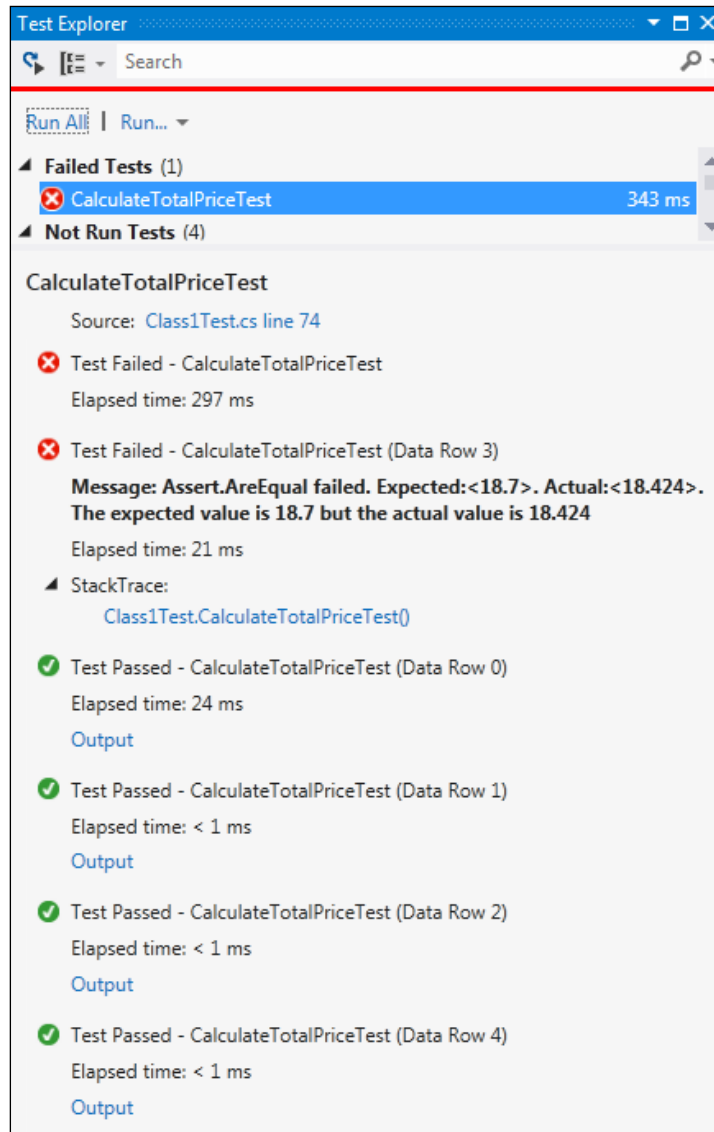 Test Explorer
Search
Run All | Run...
Failed Tests (1)
CalculateTotalPriceTest 343 ms
Not Run Tests (4)
CalculateTotalPriceTest
Source: Class1Test.cs line 74
Test Failed - CalculateTotalPriceTest
Elapsed time: 297 ms
Test Failed - CalculateTotalPriceTest (Data Row 3)
Message: Assert.AreEqual failed. Expected:<18.7>. Actual:<18.424>.
The expected value is 18.7 but the actual value is 18.424
Elapsed time: 21 ms
StackTrace:
Class1Test.CalculateTotalPriceTest()
Test Passed - CalculateTotalPriceTest (Data Row 0)
Elapsed time: 24 ms
Output
Test Passed - CalculateTotalPriceTest (Data Row 1)
Elapsed time: < 1 ms
Output
Test Passed - CalculateTotalPriceTest (Data Row 2)
Elapsed time: < 1 ms
Output
Test Passed - CalculateTotalPriceTest (Data Row 4)
Elapsed time: < 1 ms
Output